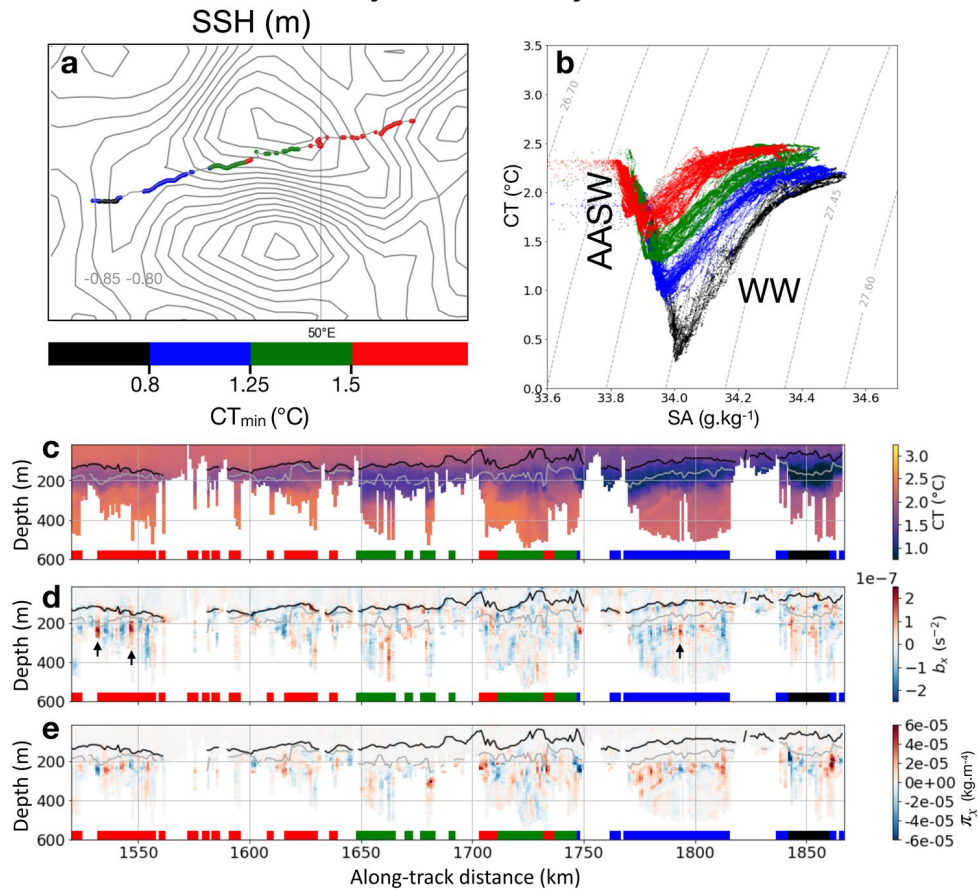 SSH (m)
a
-0.85 -0.80
50°E
0.8 1.25 1.5
CTmin (°C)
b
3.5
3.0
2.5
2.0
1.5
1.0
0.5
0.0
CT (°C)
26.70
27.45
27.60
AASW
WW
33.6 33.8 34.0 34.2 34.4 34.6
SA (g.kg⁻¹)
c
Depth (m)
200
400
600
3.0
2.5
2.0
1.5
1.0
CT (°C)
d
Depth (m)
200
400
600
1e-7
2
1
0
-1
-2
bx (s⁻²)
e
Depth (m)
200
400
600
6e-05
4e-05
2e-05
0e+00
-2e-05
-4e-05
-6e-05
πx (kg.m⁻⁴)
1550 1600 1650 1700 1750 1800 1850
Along-track distance (km)